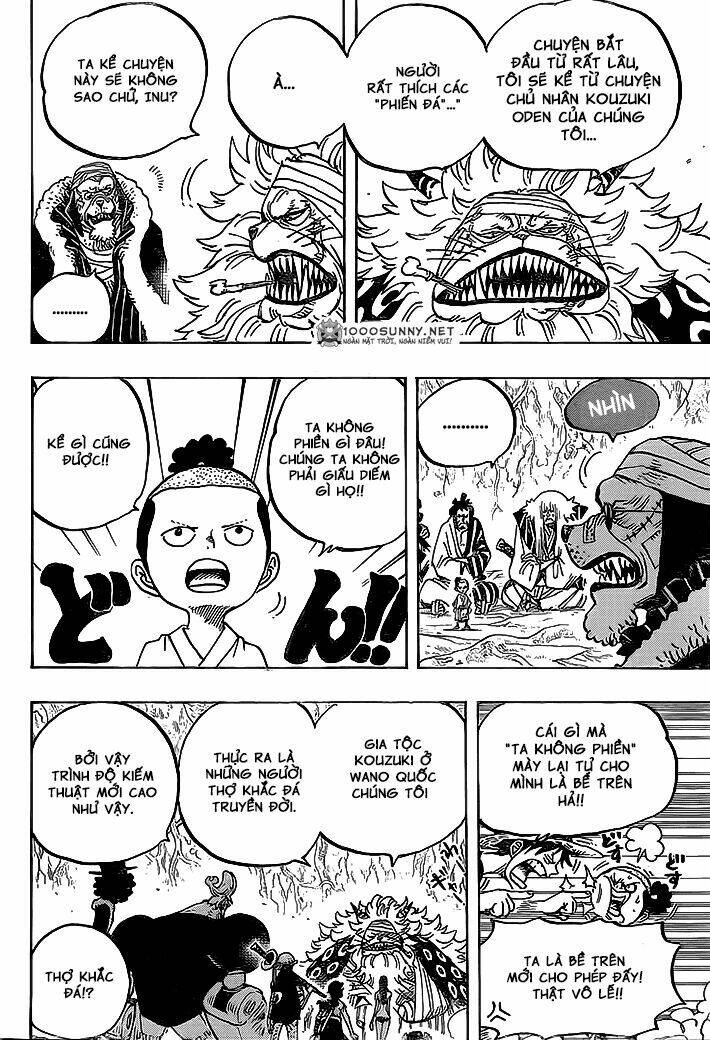 CHUYỆN BẮT
ĐẦU TỪ RẤT LÂU,
TÔI SẼ KỂ TỪ CHUYỆN
CHỦ NHÂN KOUZUKI
ODEN CỦA CHÚNG
TÔI...
NGƯỜI
RẤT THÍCH CÁC
"PHIẾN ĐÁ"..."
À...
TA KỂ CHUYỆN
NÀY SẼ KHÔNG
SAO CHỨ, INU?
..........
1000SUNNY.NET
NGÀN MẶT TRỜI, NGÀN NIỀM VUI!
NHÌN
...........
TA KHÔNG
PHIỀN GÌ ĐÂU!
CHÚNG TA KHÔNG
PHẢI GIẤU DIẾM
GÌ HỌ!!
KỂ GÌ CŨNG
ĐƯỢC!!
どん!!
CÁI GÌ MÀ
"TA KHÔNG PHIỀN"
MÀY LẠI TỰ CHO
MÌNH LÀ BỀ TRÊN
HẢ!!
TA LÀ BỀ TRÊN
MỚI CHO PHÉP ĐẤY!
THẬT VÔ LỄ!!
GIA TỘC
KOUZUKI Ở
WANO QUỐC
CHÚNG TÔI
THỰC RA LÀ
NHỮNG NGƯỜI
THỢ KHẮC ĐÁ
TRUYỀN ĐỜI.
BỞI VẬY
TRÌNH ĐỘ KIẾM
THUẬT MỚI CAO
NHƯ VẬY.
THỢ KHẮC
ĐÁ!?